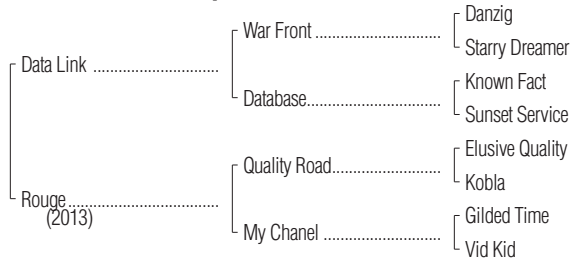 Danzig
War Front ....................................
Starry Dreamer
Data Link ....................................
Known Fact
Database.....................................
Sunset Service
Elusive Quality
Quality Road................................
Kobla
Rouge..........................................
(2013)
Gilded Time
My Chanel ..................................
Vid Kid